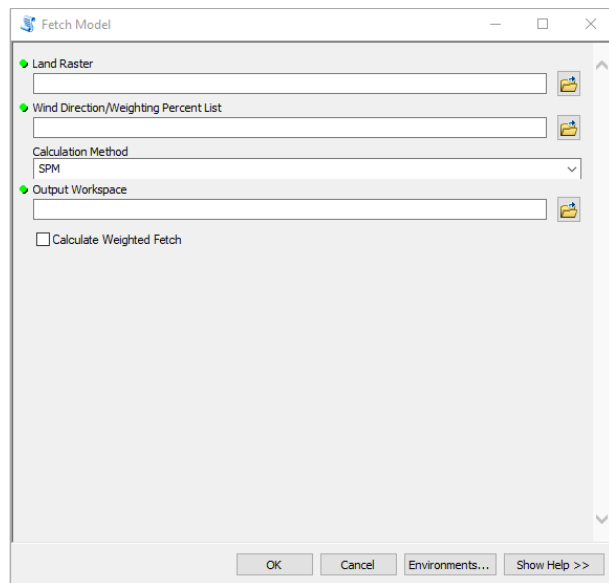 Fetch Model
Land Raster
Wind Direction/Weighting Percent List
Calculation Method
SPM
Output Workspace
Calculate Weighted Fetch
OK Cancel Environments... Show Help >>